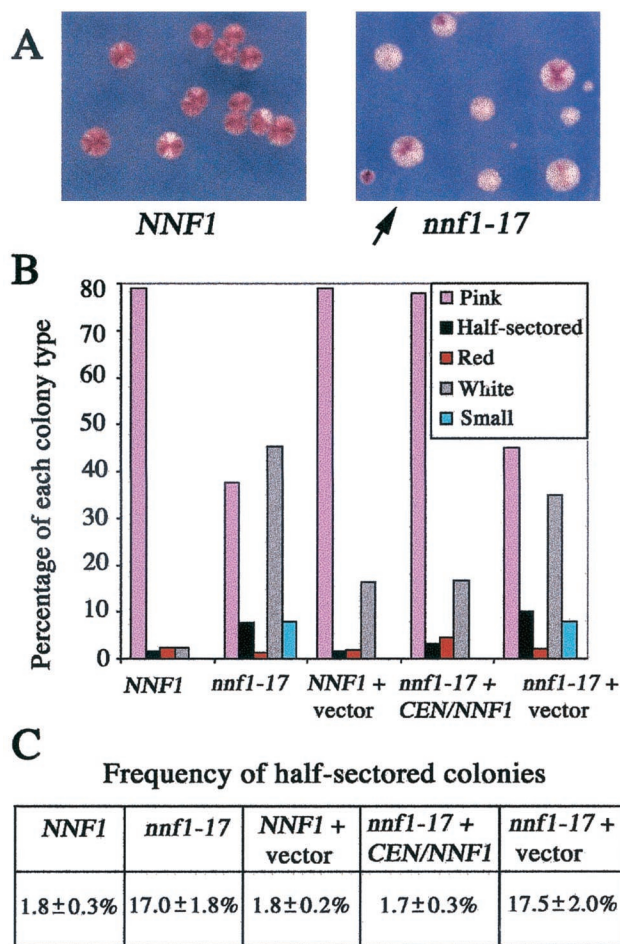 A
NNF1
nnf1-17
B
Percentage of each colony type
80
70
60
50
40
30
20
10
0
Pink
Half-sectored
Red
White
Small
NNF1
nnf1-17
NNF1 +
vector
nnf1-17 +
CEN/NNF1
nnf1-17 +
vector
C
Frequency of half-sectored colonies
NNF1
nnf1-17
NNF1 +
vector
nnf1-17 +
CEN/NNF1
nnf1-17 +
vector
1.8±0.3%
17.0±1.8%
1.8±0.2%
1.7±0.3%
17.5±2.0%